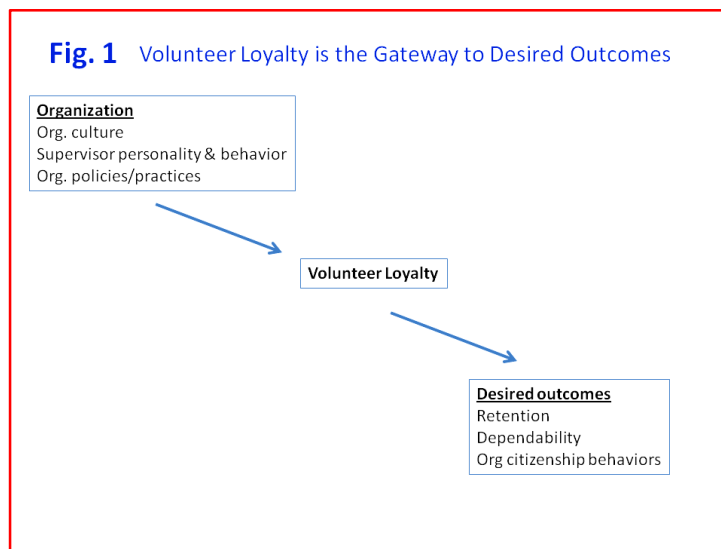 Fig. 1 Volunteer Loyalty is the Gateway to Desired Outcomes
Organization
Org. culture
Supervisor personality & behavior
Org. policies/practices
Volunteer Loyalty
Desired outcomes
Retention
Dependability
Org citizenship behaviors